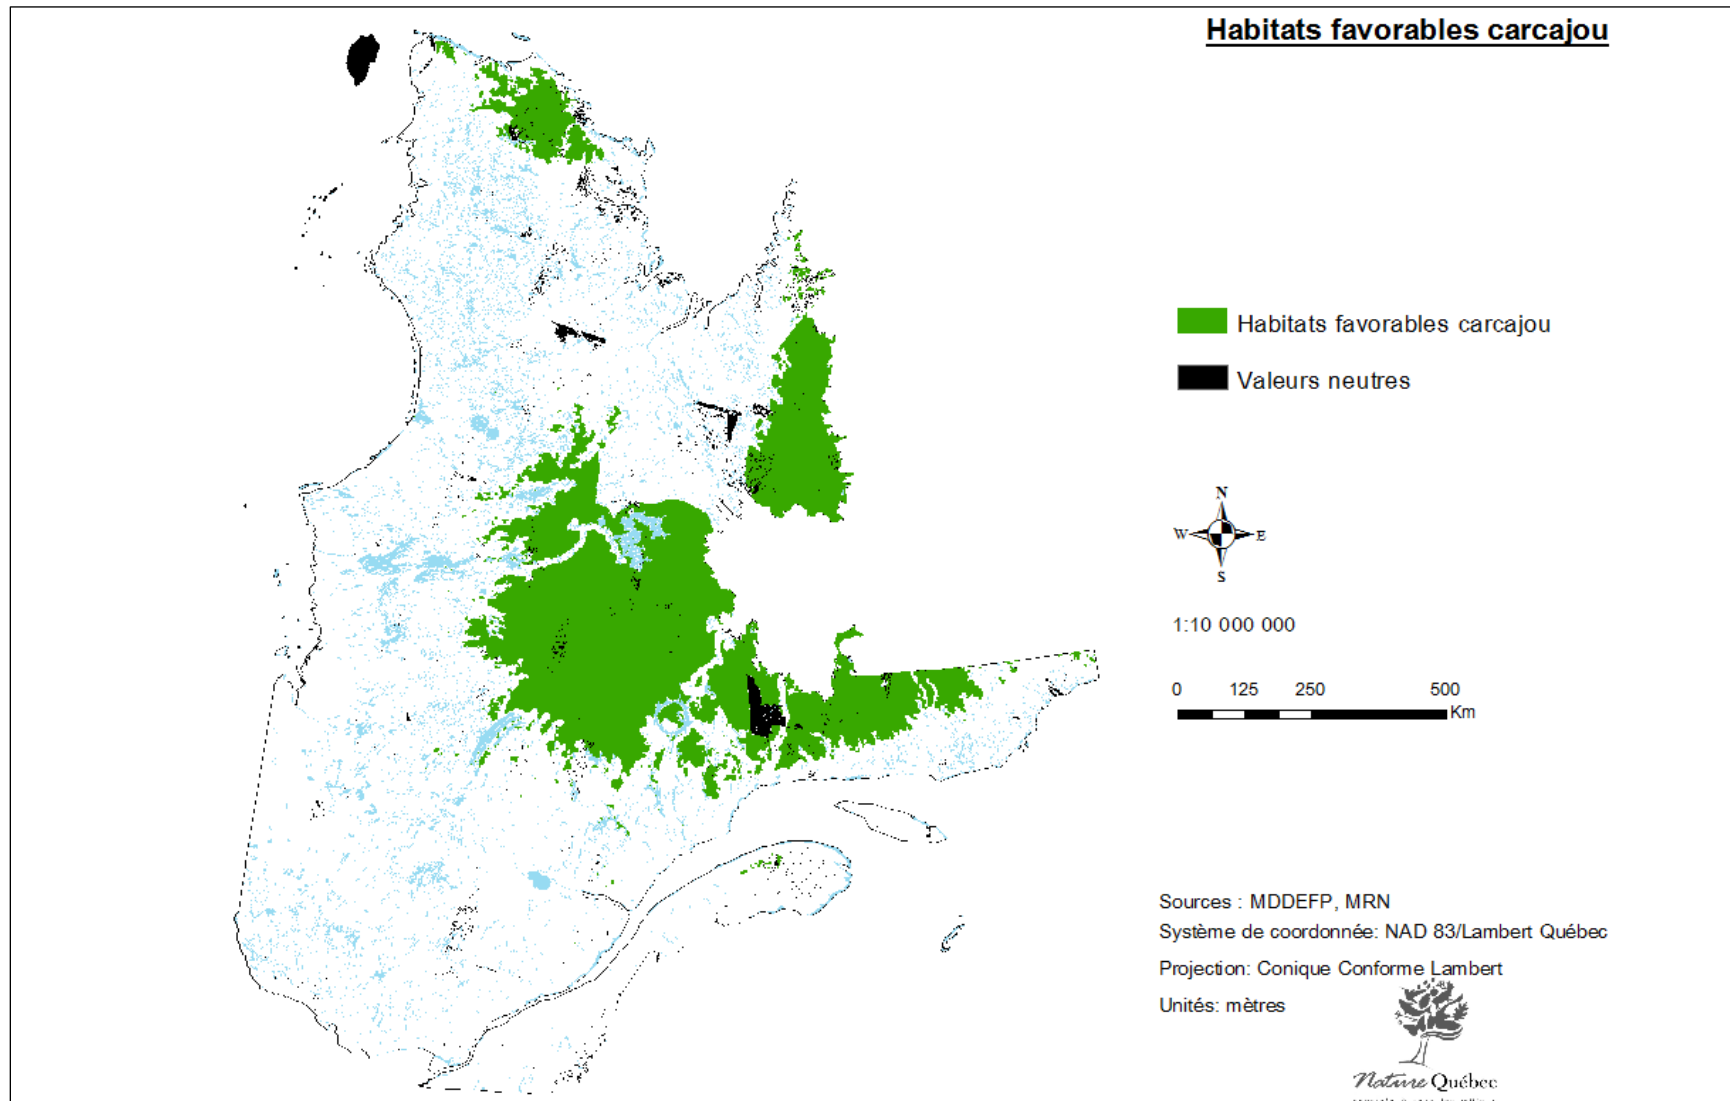 Habitats favorables carcajou
Habitats favorables carcajou
Valeurs neutres
N
W E
S
1:10 000 000
0 125 250 500
Km
Sources : MDDEFP, MRN
Système de coordonnée: NAD 83/Lambert Québec
Projection: Conique Conforme Lambert
Unités: mètres
Nature Québec